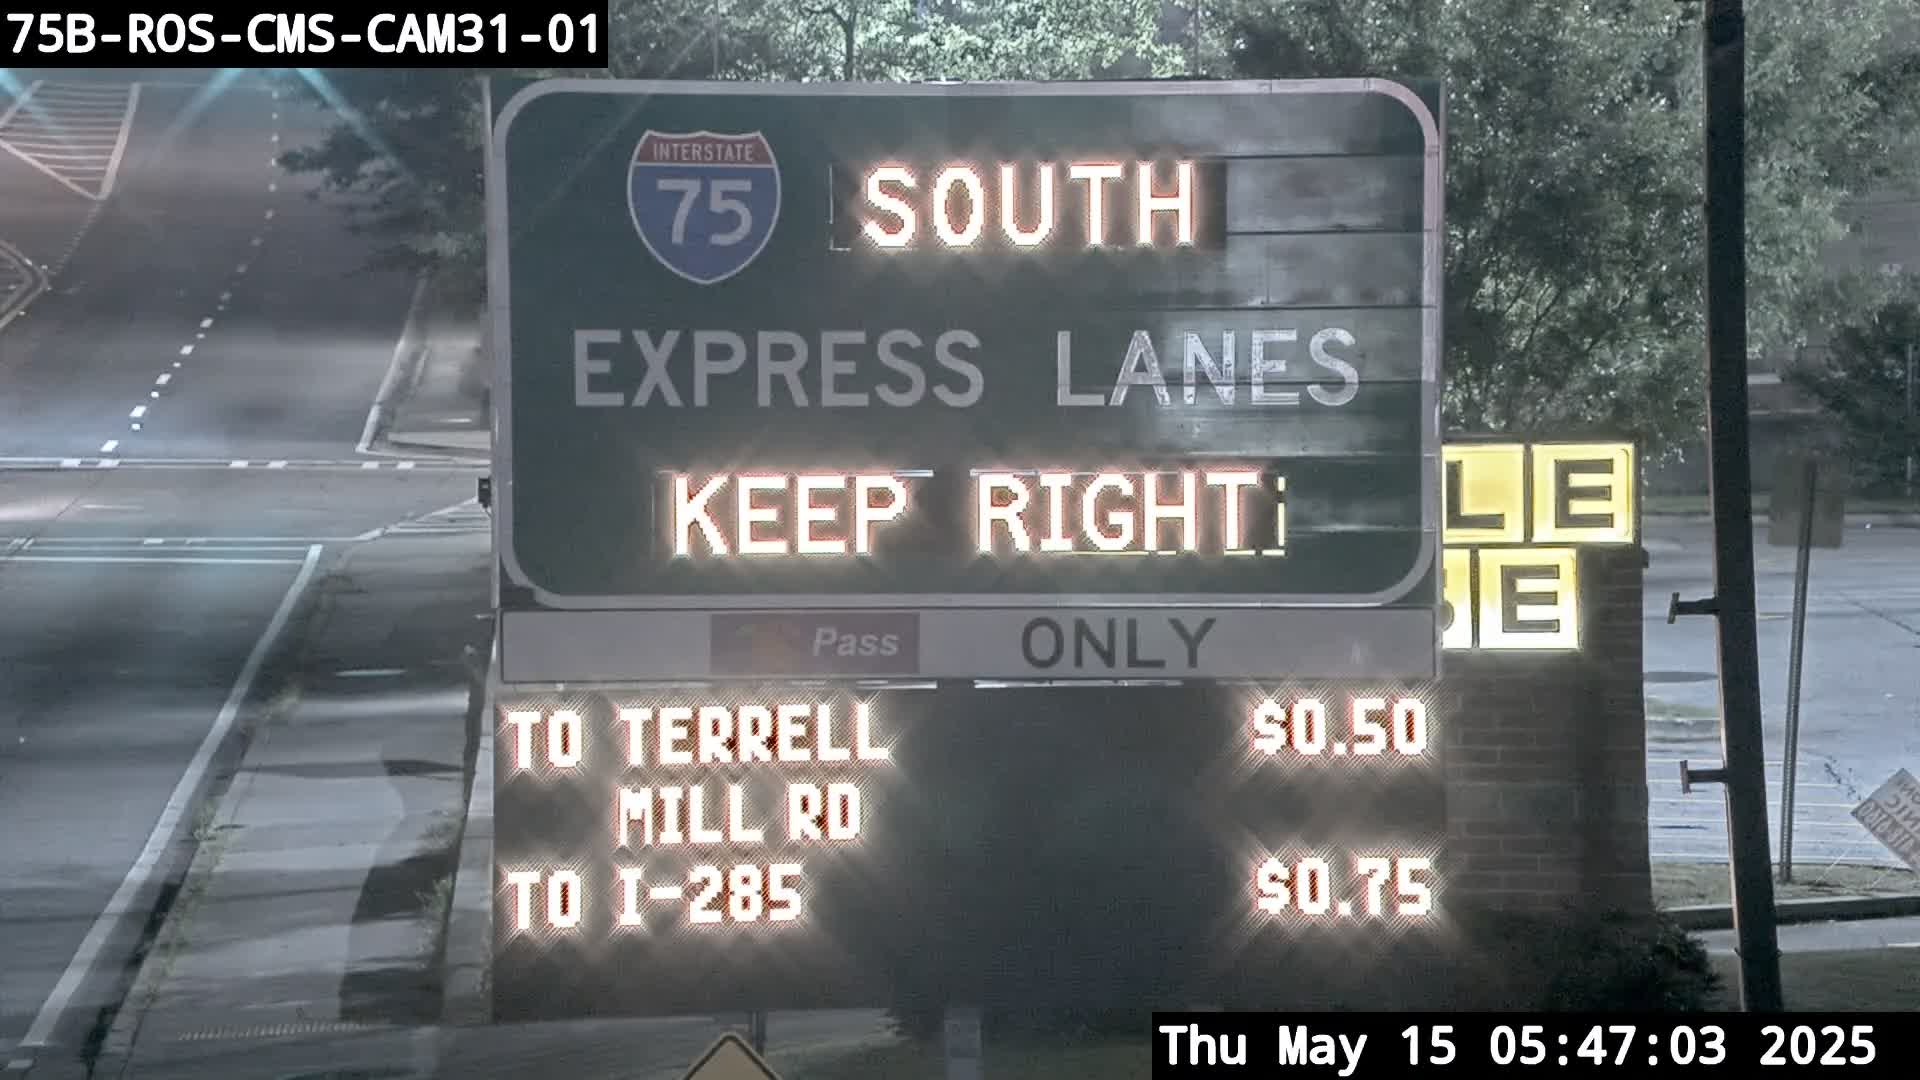 75B-ROS-CMS-CAM31-01
INTERSTATE
75
SOUTH
EXPRESS LANES
KEEP RIGHT
Pass ONLY
TO TERRELL $0.50
MILL RD
TO I-285 $0.75
LE
E
Thu May 15 05:47:03 2025